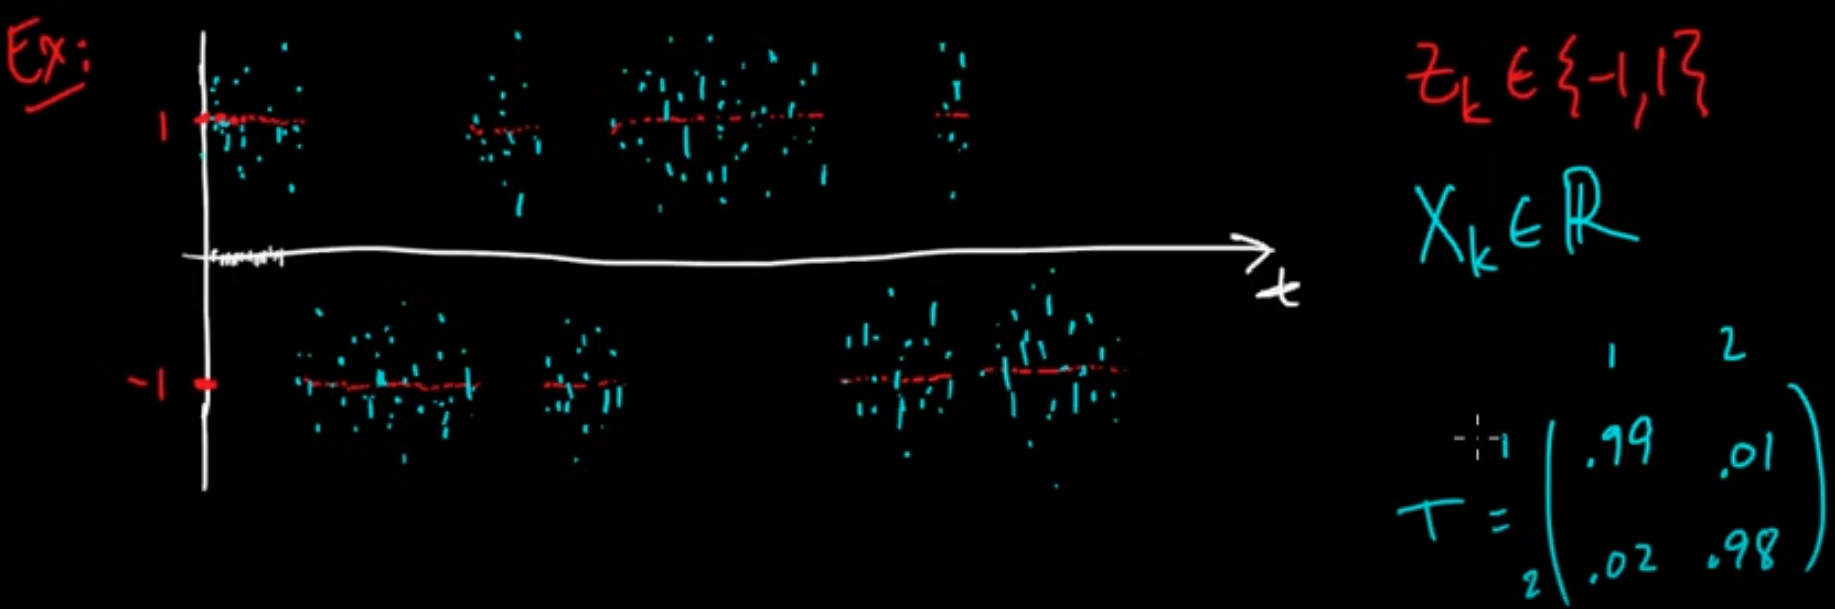 Ex:
1
-1
t
z_k ∈ {-1,1}
X_k ∈ ℝ
1 2
1 .99 .01
T =
2 .02 .98